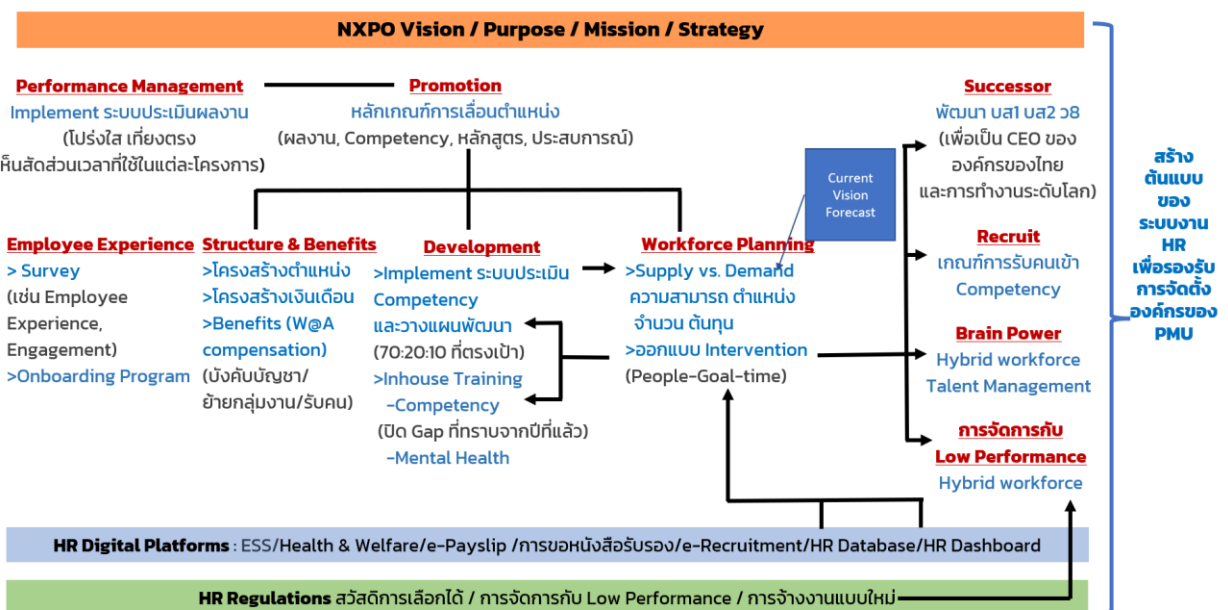 NXPO Vision / Purpose / Mission / Strategy
Performance Management
Implement ระบบประเมินผลงาน
(โปร่งใส เที่ยงตรง
ห็นสัดส่วนเวลาที่ใช้ในแต่ละโครงการ)
Promotion
หลักเกณฑ์การเลื่อนตำแหน่ง
(ผลงาน, Competency, หลักสูตร, ประสบการณ์)
Successor
พัฒนา บส1 บส2 ว8
(เพื่อเป็น CEO ของ
องค์กรของไทย
และการทำงานระดับโลก)
Current
Vision
Forecast
Employee Experience
> Survey
(เช่น Employee
Experience,
Engagement)
>Onboarding Program
Structure & Benefits
>โครงสร้างตำแหน่ง
>โครงสร้างเงินเดือน
>Benefits (W@A
compensation)
(บังคับบัญชา/
ย้ายกลุ่มงาน/รับคน)
Development
>Implement ระบบประเมิน
Competency
และวางแผนพัฒนา
(70:20:10 ที่ตรงเป้า)
>Inhouse Training
-Competency
(ปิด Gap ที่ทราบจากปีที่แล้ว)
-Mental Health
Workforce Planning
>Supply vs. Demand
ความสามารถ ตำแหน่ง
จำนวน ต้นทุน
>ออกแบบ Intervention
(People-Goal-time)
Recruit
เกณฑ์การรับคนเข้า
Competency
Brain Power
Hybrid workforce
Talent Management
การจัดการกับ
Low Performance
Hybrid workforce
สร้าง
ต้นแบบ
ของ
ระบบงาน
HR
เพื่อรองรับ
การจัดตั้ง
องค์กรของ
PMU
HR Digital Platforms : ESS/Health & Welfare/e-Payslip /การขอหนังสือรับรอง/e-Recruitment/HR Database/HR Dashboard
HR Regulations สวัสดิการเลือกได้ / การจัดการกับ Low Performance / การจ้างงานแบบใหม่